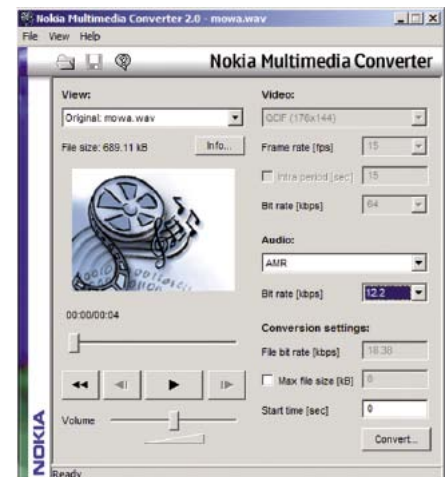 Nokia Multimedia Converter 2.0 - mowa.wav
File View Help
Nokia Multimedia Converter
View:
Original: mowa.wav
File size: 689.11 kB
Info...
00:00/00:04
Volume
Video:
QCIF (176x144)
Frame rate [fps] 15
Intra period [sec] 15
Bit rate [kbps] 64
Audio:
AMR
Bit rate [kbps] 12.2
Conversion settings:
File bit rate [kbps] 16.38
Max file size [kB] 6
Start time [sec] 0
Convert...
NOKIA
Ready